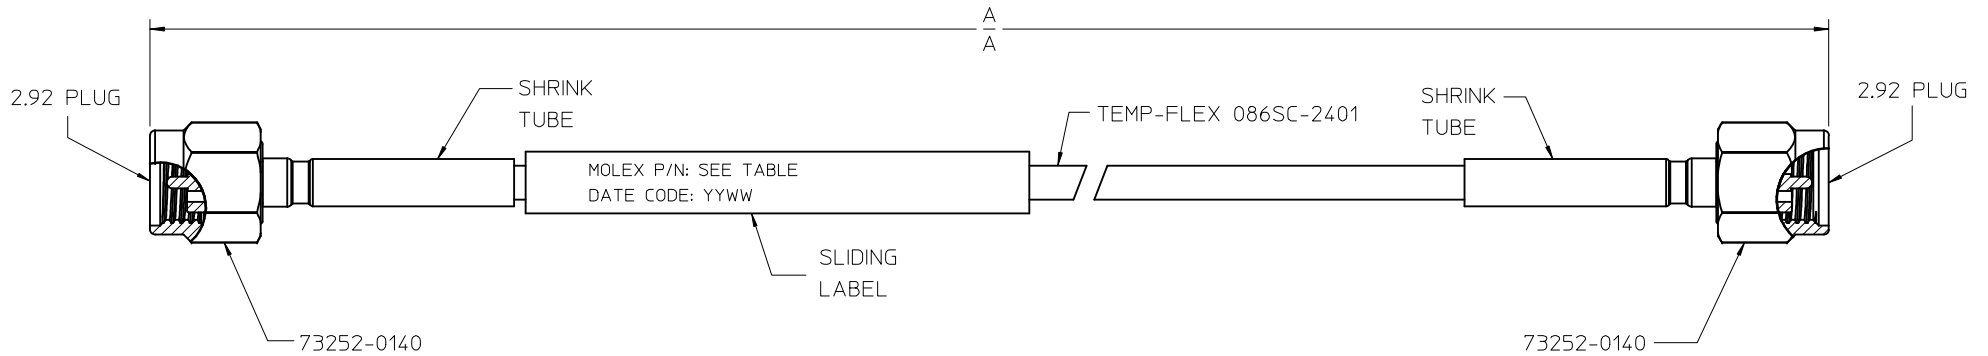 A
A
2.92 PLUG
SHRINK
TUBE
TEMP-FLEX 086SC-2401
SHRINK
TUBE
2.92 PLUG
MOLEX P/N: SEE TABLE
DATE CODE: YYWW
SLIDING
LABEL
73252-0140
73252-0140